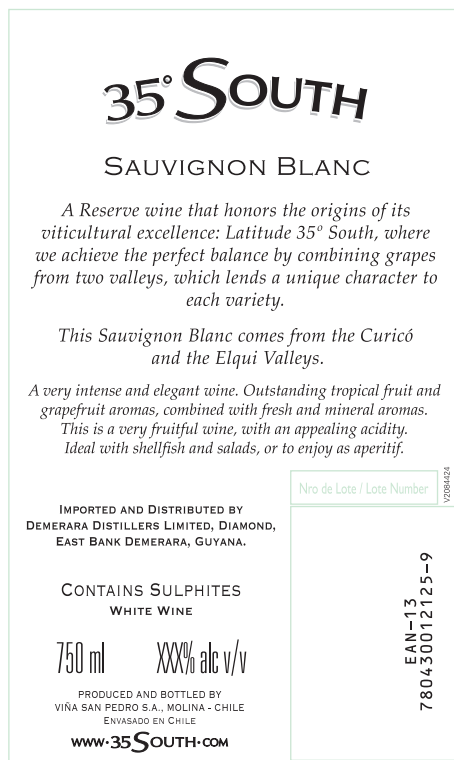 35° SOUTH
SAUVIGNON BLANC
A Reserve wine that honors the origins of its
viticultural excellence: Latitude 35º South, where
we achieve the perfect balance by combining grapes
from two valleys, which lends a unique character to
each variety.
This Sauvignon Blanc comes from the Curicó
and the Elqui Valleys.
A very intense and elegant wine. Outstanding tropical fruit and
grapefruit aromas, combined with fresh and mineral aromas.
This is a very fruitful wine, with an appealing acidity.
Ideal with shellfish and salads, or to enjoy as aperitif.
Nro de Lote / Lote Number
V2084424
IMPORTED AND DISTRIBUTED BY
DEMERARA DISTILLERS LIMITED, DIAMOND,
EAST BANK DEMERARA, GUYANA.
CONTAINS SULPHITES
WHITE WINE
750 ml XXX% alc v/v
EAN-13
780430012125-9
PRODUCED AND BOTTLED BY
VIÑA SAN PEDRO S.A., MOLINA - CHILE
ENVASADO EN CHILE
WWW·35SOUTH·COM